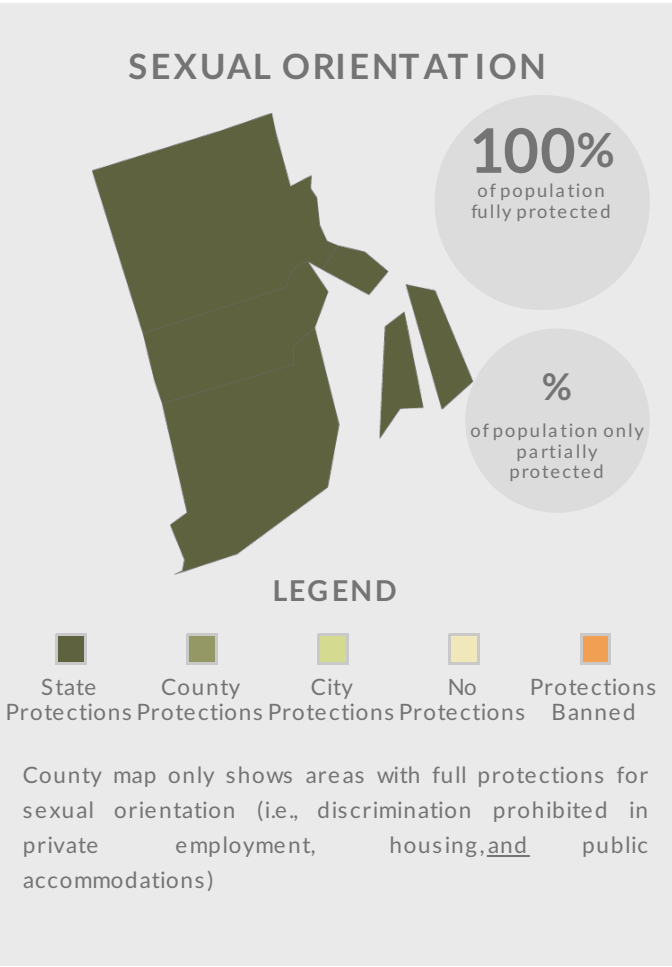 SEXUAL ORIENTATION
100%
of population
fully protected
%
of population only
partially
protected
LEGEND
State
Protections
County
Protections
City
Protections
No
Protections
Protections
Banned
County map only shows areas with full protections for
sexual orientation (i.e., discrimination prohibited in
private employment, housing, and public
accommodations)